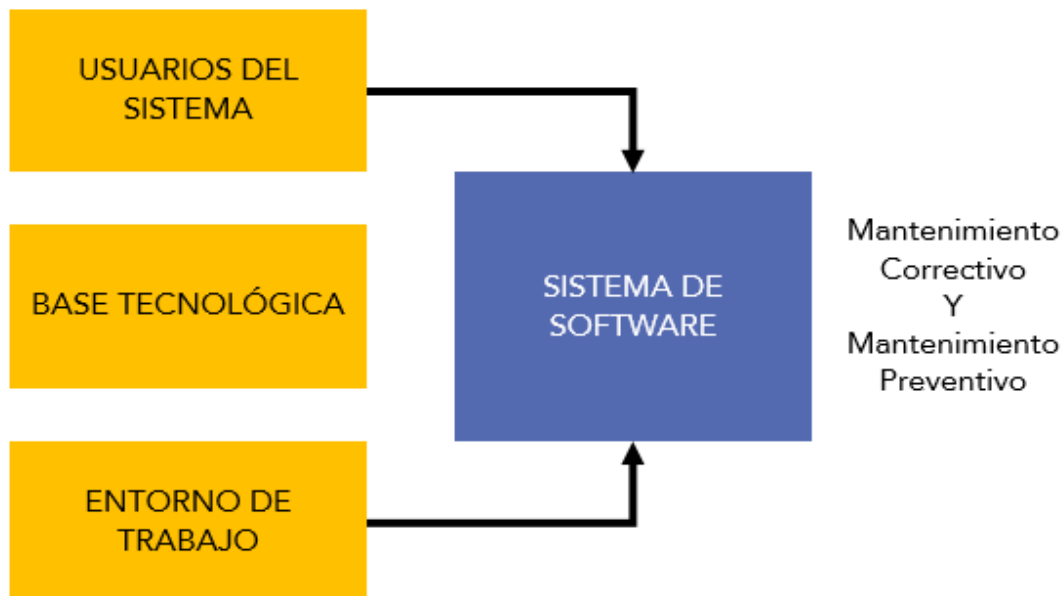 USUARIOS DEL
SISTEMA
BASE TECNOLÓGICA
ENTORNO DE
TRABAJO
SISTEMA DE
SOFTWARE
Mantenimiento
Correctivo
Y
Mantenimiento
Preventivo